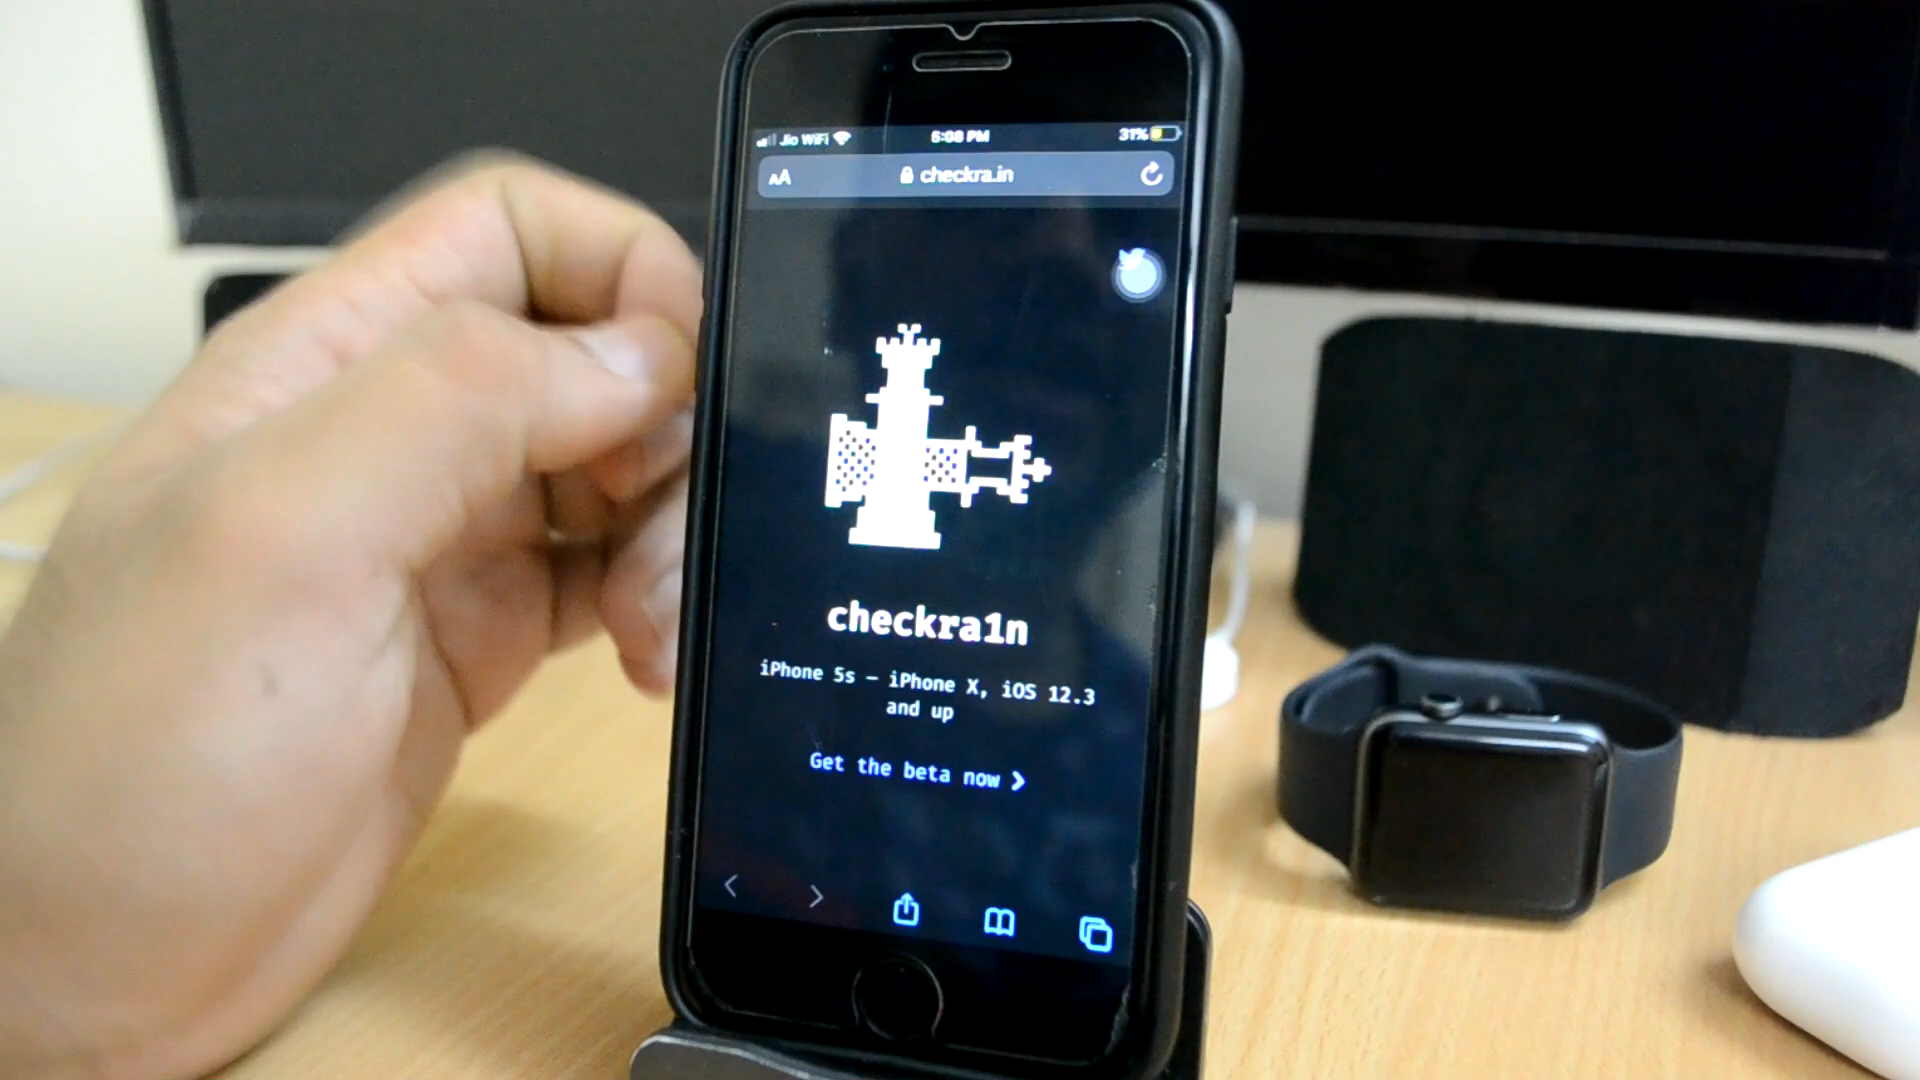 Jio WiFi 5:08 PM 31%
AA checkra.in
checkra1n
iPhone 5s – iPhone X, iOS 12.3
and up
Get the beta now